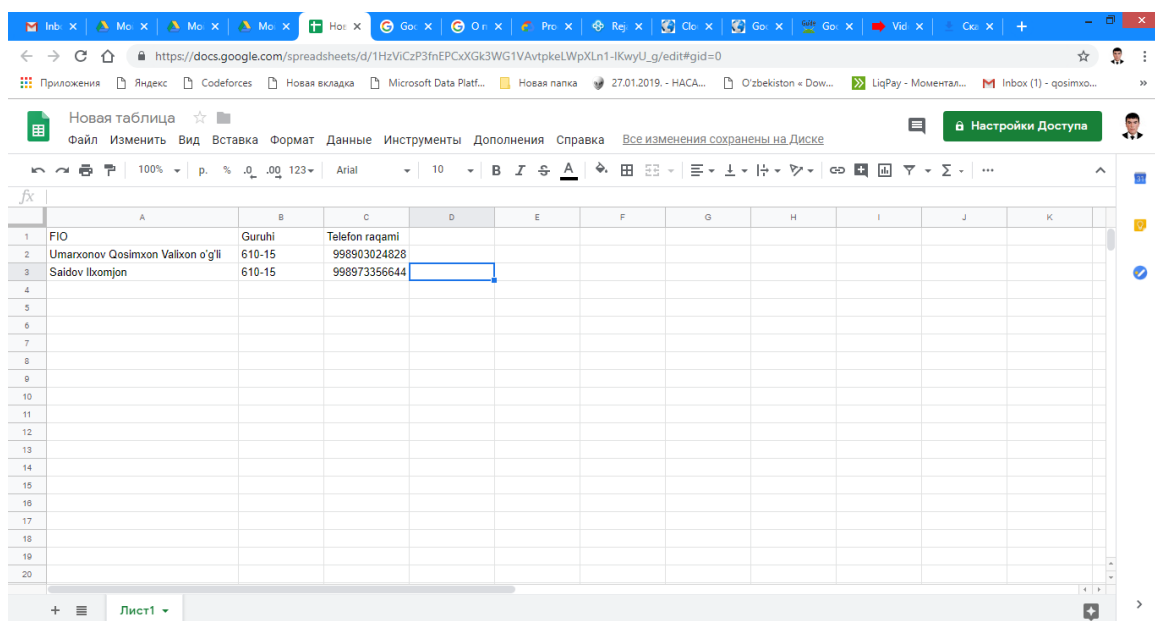 Inb Mo Mo Mo Нов Goo O n Pro Rej Clo Goo Goo Vid Ска
https://docs.google.com/spreadsheets/d/1HzViCzP3fnEPCxXGk3WG1VAvtpkeLWpXLn1-IKwyU_g/edit#gid=0
Приложения Яндекс Codeforces Новая вкладка Microsoft Data Platf... Новая папка 27.01.2019. - НАСА... O'zbekiston « Dow... LiqPay - Моментал... Inbox (1) - qosimxo... »
Новая таблица
Файл Изменить Вид Вставка Формат Данные Инструменты Дополнения Справка Все изменения сохранены на Диске Настройки Доступа
100% р. % .0 .00 123 Arial 10 B I S A Σ ...
31
fx
A B C D E F G H I J K
1 FIO Guruhi Telefon raqami
2 Umarxonov Qosimxon Valixon o'g'li 610-15 998903024828
3 Saidov Ilxomjon 610-15 998973356644
4
5
6
7
8
9
10
11
12
13
14
15
16
17
18
19
20
+ Лист1